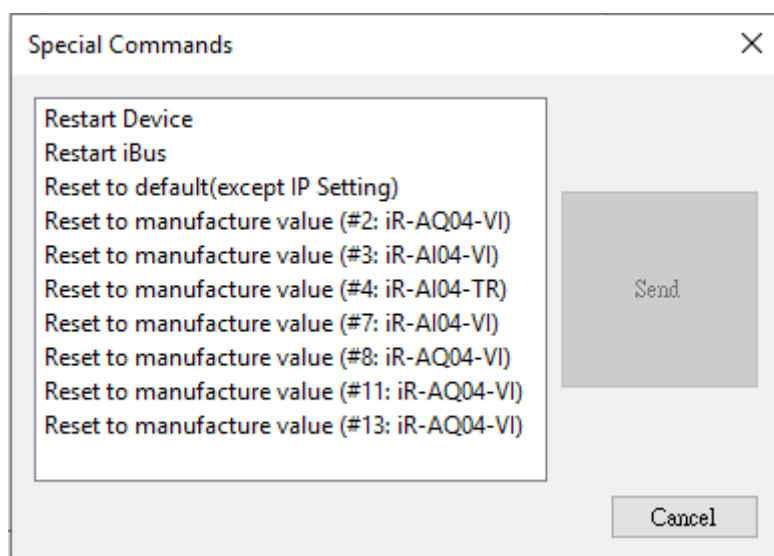 Special Commands
Restart Device
Restart iBus
Reset to default(except IP Setting)
Reset to manufacture value (#2: iR-AQ04-VI)
Reset to manufacture value (#3: iR-AI04-VI)
Reset to manufacture value (#4: iR-AI04-TR)
Reset to manufacture value (#7: iR-AI04-VI)
Reset to manufacture value (#8: iR-AQ04-VI)
Reset to manufacture value (#11: iR-AQ04-VI)
Reset to manufacture value (#13: iR-AQ04-VI)
Send
Cancel